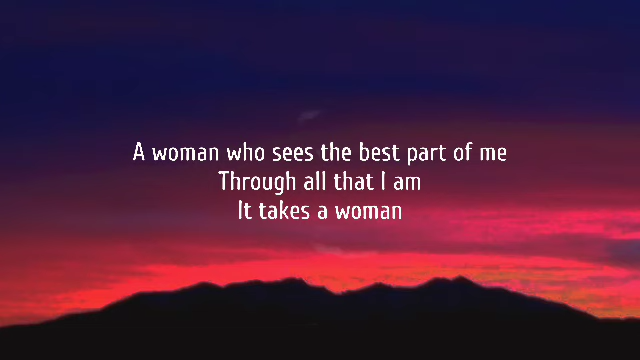 A woman who sees the best part of me
Through all that I am
It takes a woman